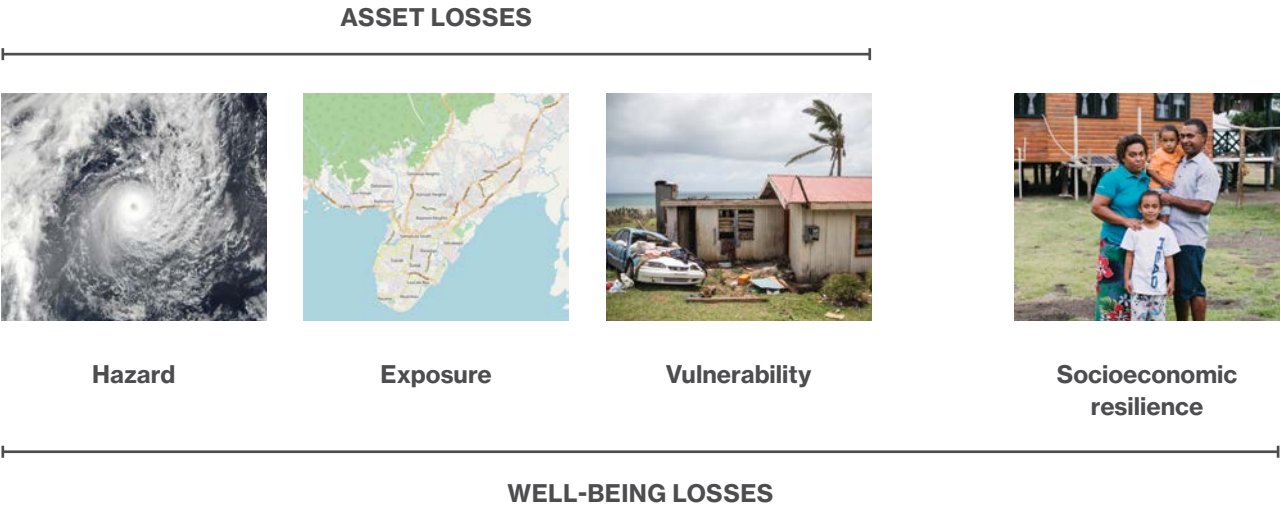 ASSET LOSSES
Hazard
Exposure
Vulnerability
Socioeconomic
resilience
WELL-BEING LOSSES